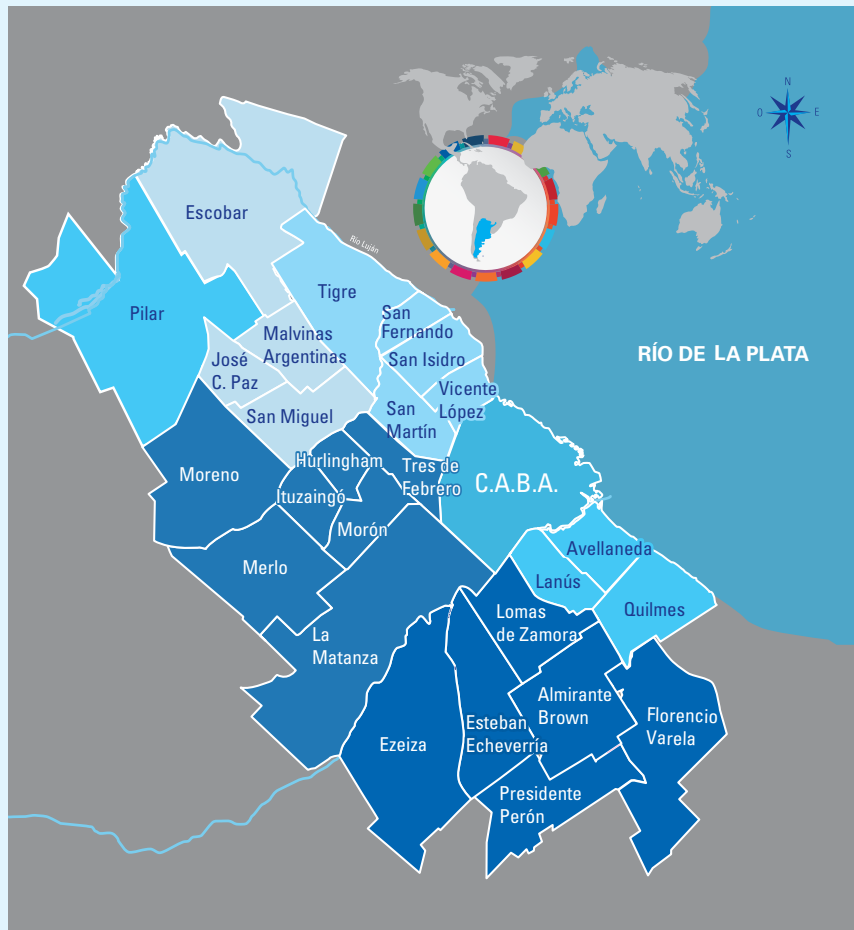 N
O
E
S
Escobar
Río Luján
Pilar
Tigre
San
Fernando
Malvinas
Argentinas
San Isidro
RÍO DE LA PLATA
José
C. Paz
Vicente
López
San Miguel
San
Martín
Hurlingham
Tres de
Febrero
Moreno
Ituzaingó
C.A.B.A.
Morón
Avellaneda
Merlo
Lanús
Quilmes
Lomas
de Zamora
La
Matanza
Almirante
Brown
Florencio
Varela
Esteban
Echeverría
Ezeiza
Presidente
Perón